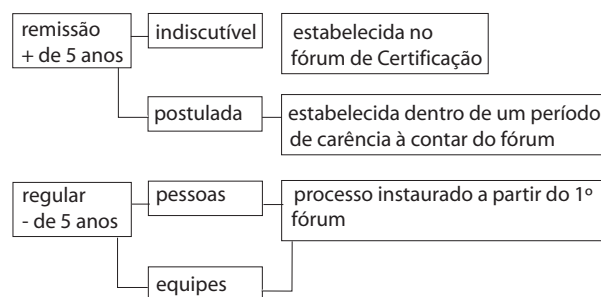 remissão
+ de 5 anos
indiscutível
estabelecida no
fórum de Certificação
postulada
estabelecida dentro de um período
de carência à contar do fórum
regular
- de 5 anos
pessoas
processo instaurado a partir do 1º
fórum
equipes